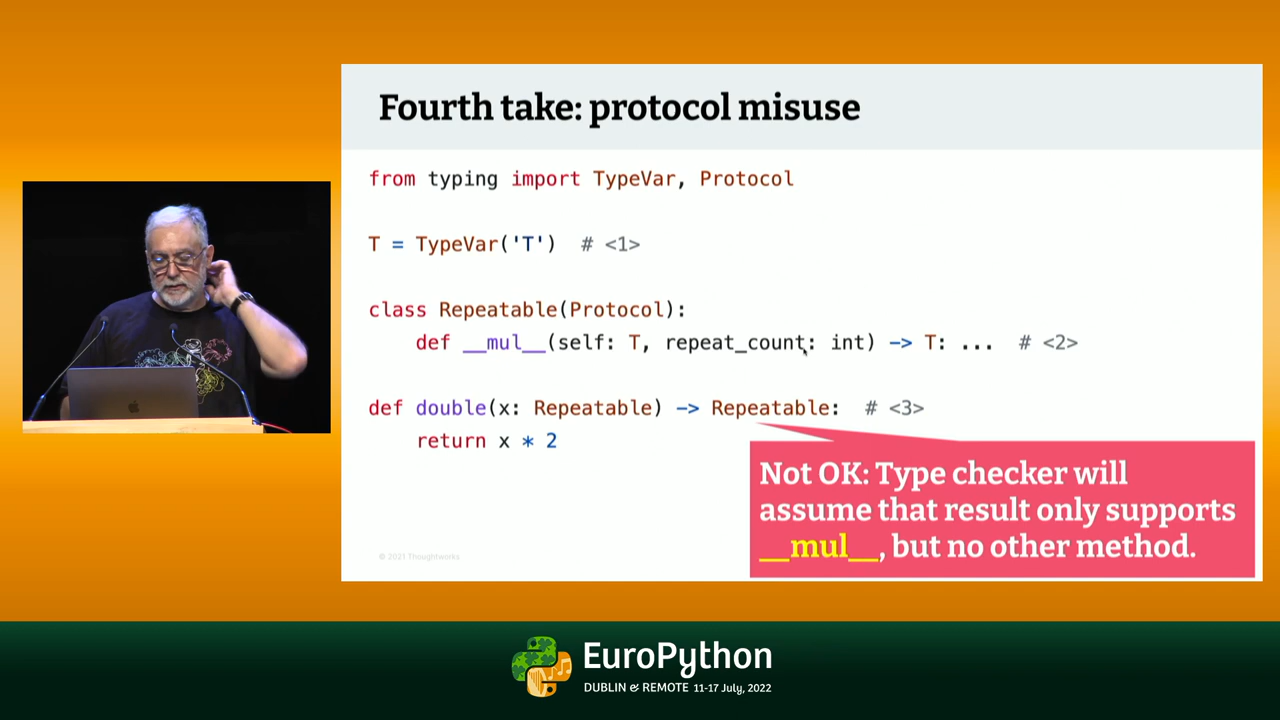 Fourth take: protocol misuse
from typing import TypeVar, Protocol
T = TypeVar('T')  # <1>
class Repeatable(Protocol):
    def __mul__(self: T, repeat_count: int) -> T: ...  # <2>
def double(x: Repeatable) -> Repeatable:  # <3>
    return x * 2
Not OK: Type checker will
assume that result only supports
__mul__, but no other method.
© 2021 Thoughtworks
EuroPython
DUBLIN & REMOTE 11-17 July, 2022